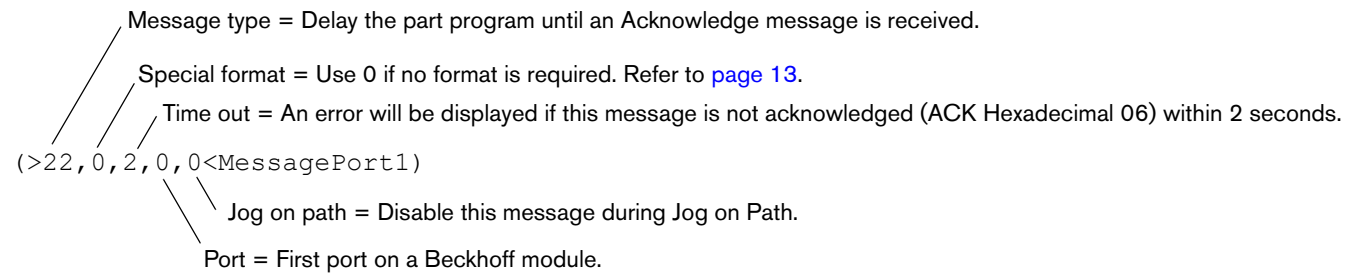 Message type = Delay the part program until an Acknowledge message is received.
Special format = Use 0 if no format is required. Refer to page 13.
Time out = An error will be displayed if this message is not acknowledged (ACK Hexadecimal 06) within 2 seconds.
(>22,0,2,0,0<MessagePort1)
Jog on path = Disable this message during Jog on Path.
Port = First port on a Beckhoff module.